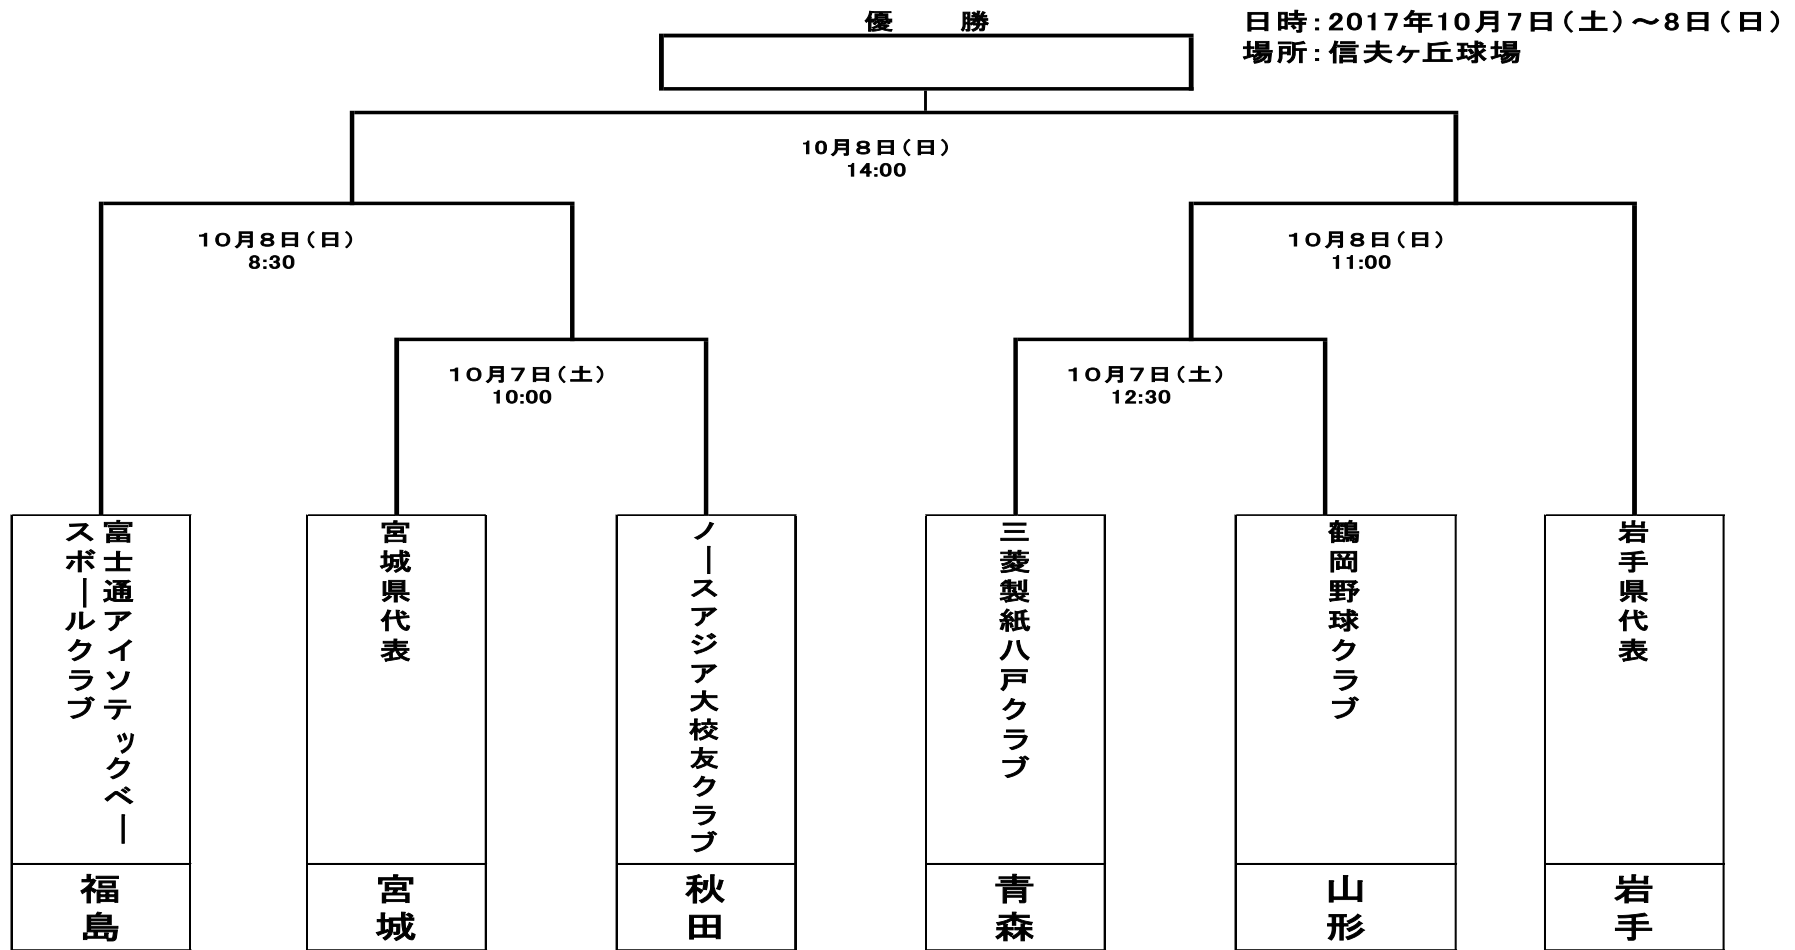 優　勝
日時：2017年10月7日（土）～8日（日）
場所：信夫ヶ丘球場
10月8日（日）
14:00
10月8日（日）
8:30
10月8日（日）
11:00
10月7日（土）
10:00
10月7日（土）
12:30
富士通アイソテックベー
スボールクラブ
宮城県代表
ノースアジア大校友クラブ
三菱製紙八戸クラブ
鶴岡野球クラブ
岩手県代表
福島
宮城
秋田
青森
山形
岩手